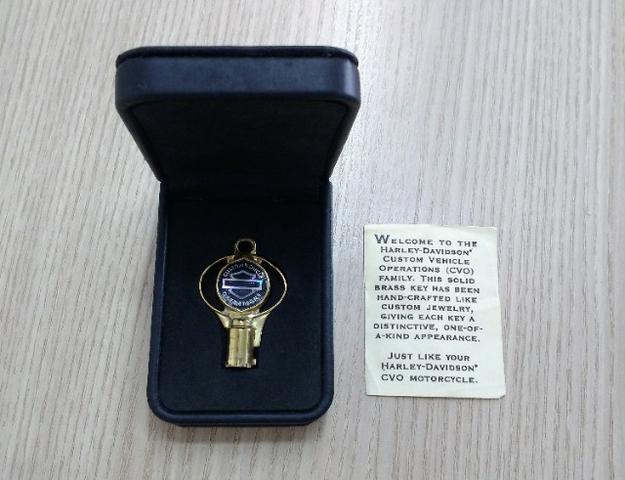 WELCOME TO THE
HARLEY-DAVIDSON®
CUSTOM VEHICLE
OPERATIONS (CVO)
FAMILY. THIS SOLID
BRASS KEY HAS BEEN
HAND-CRAFTED LIKE
CUSTOM JEWELRY,
GIVING EACH KEY A
DISTINCTIVE, ONE-OF-
A-KIND APPEARANCE.
JUST LIKE YOUR
HARLEY-DAVIDSON®
CVO MOTORCYCLE.